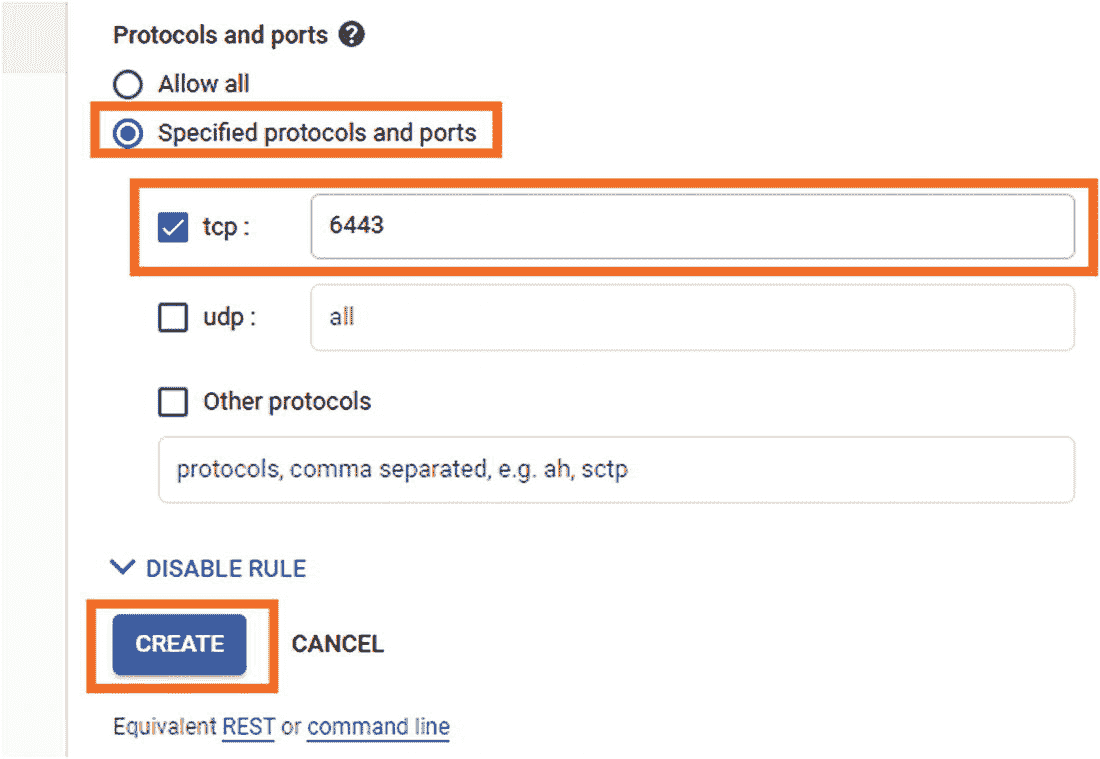 Protocols and ports ?
Allow all
Specified protocols and ports
tcp : 6443
udp : all
Other protocols
protocols, comma separated, e.g. ah, sctp
DISABLE RULE
CREATE CANCEL
Equivalent REST or command line